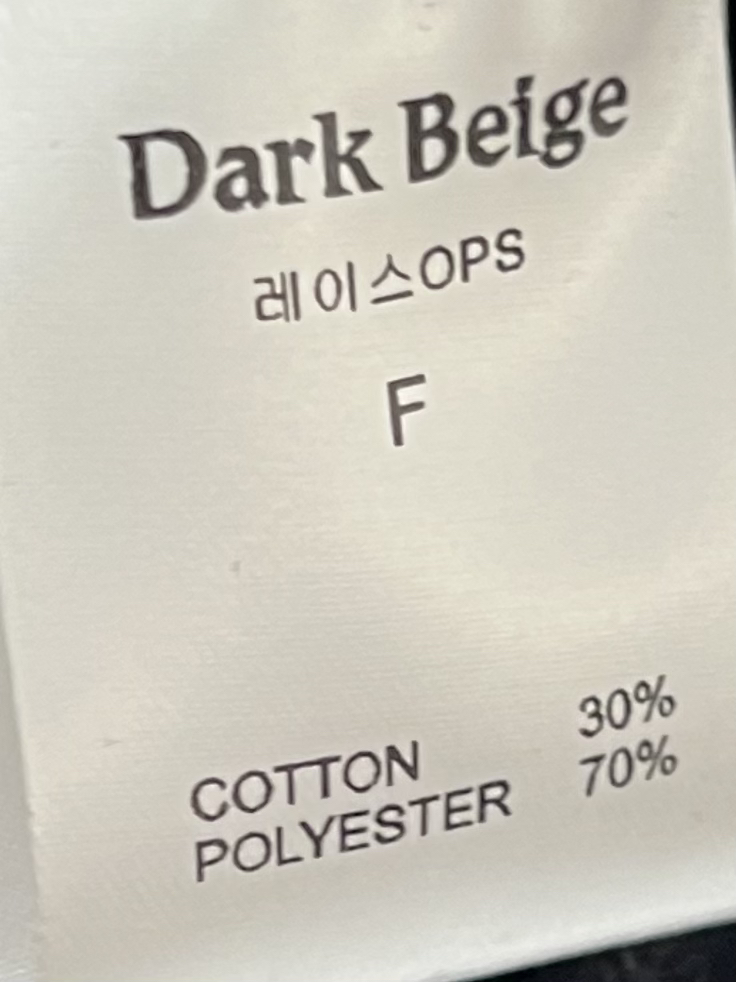 Dark Beige
레이스OPS
F
COTTON 30%
POLYESTER 70%